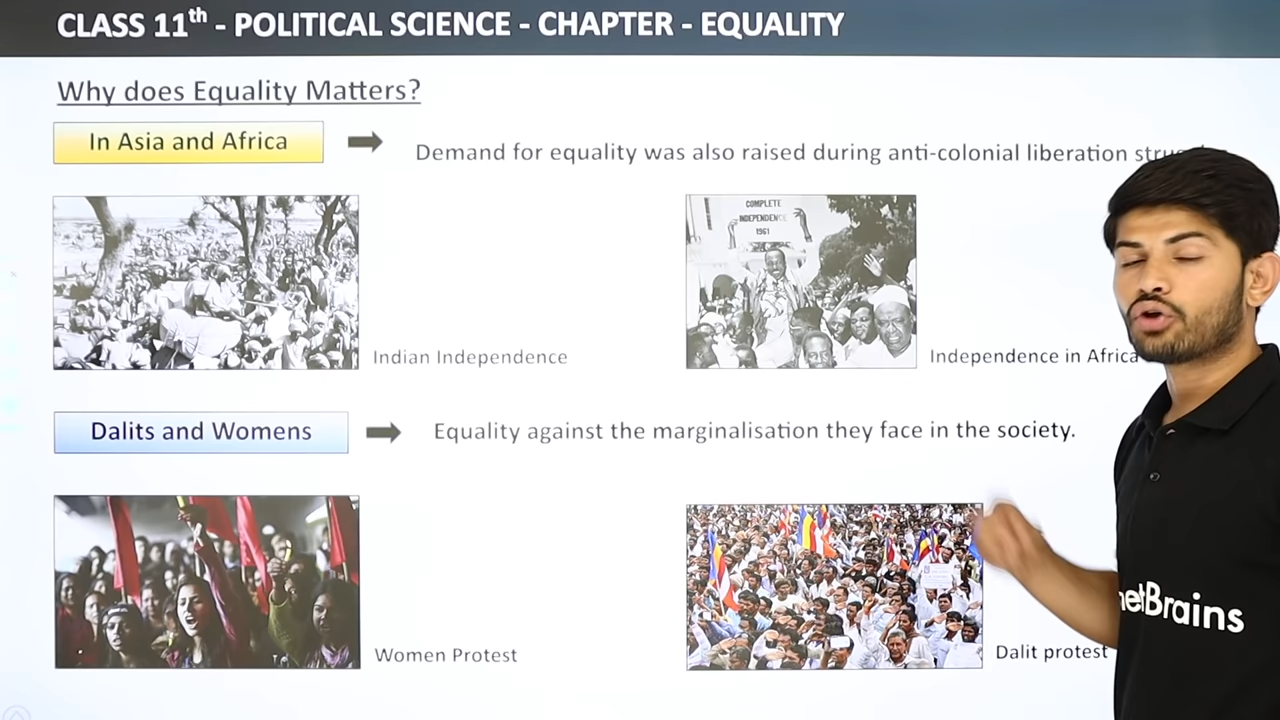 CLASS 11th - POLITICAL SCIENCE - CHAPTER - EQUALITY
Why does Equality Matters?
In Asia and Africa
Demand for equality was also raised during anti-colonial liberation
COMPLETE
INDEPENDENCE
1961
Indian Independence
Independence in Africa
Dalits and Womens
Equality against the marginalisation they face in the society.
Women Protest
Dalit protest
netBrains